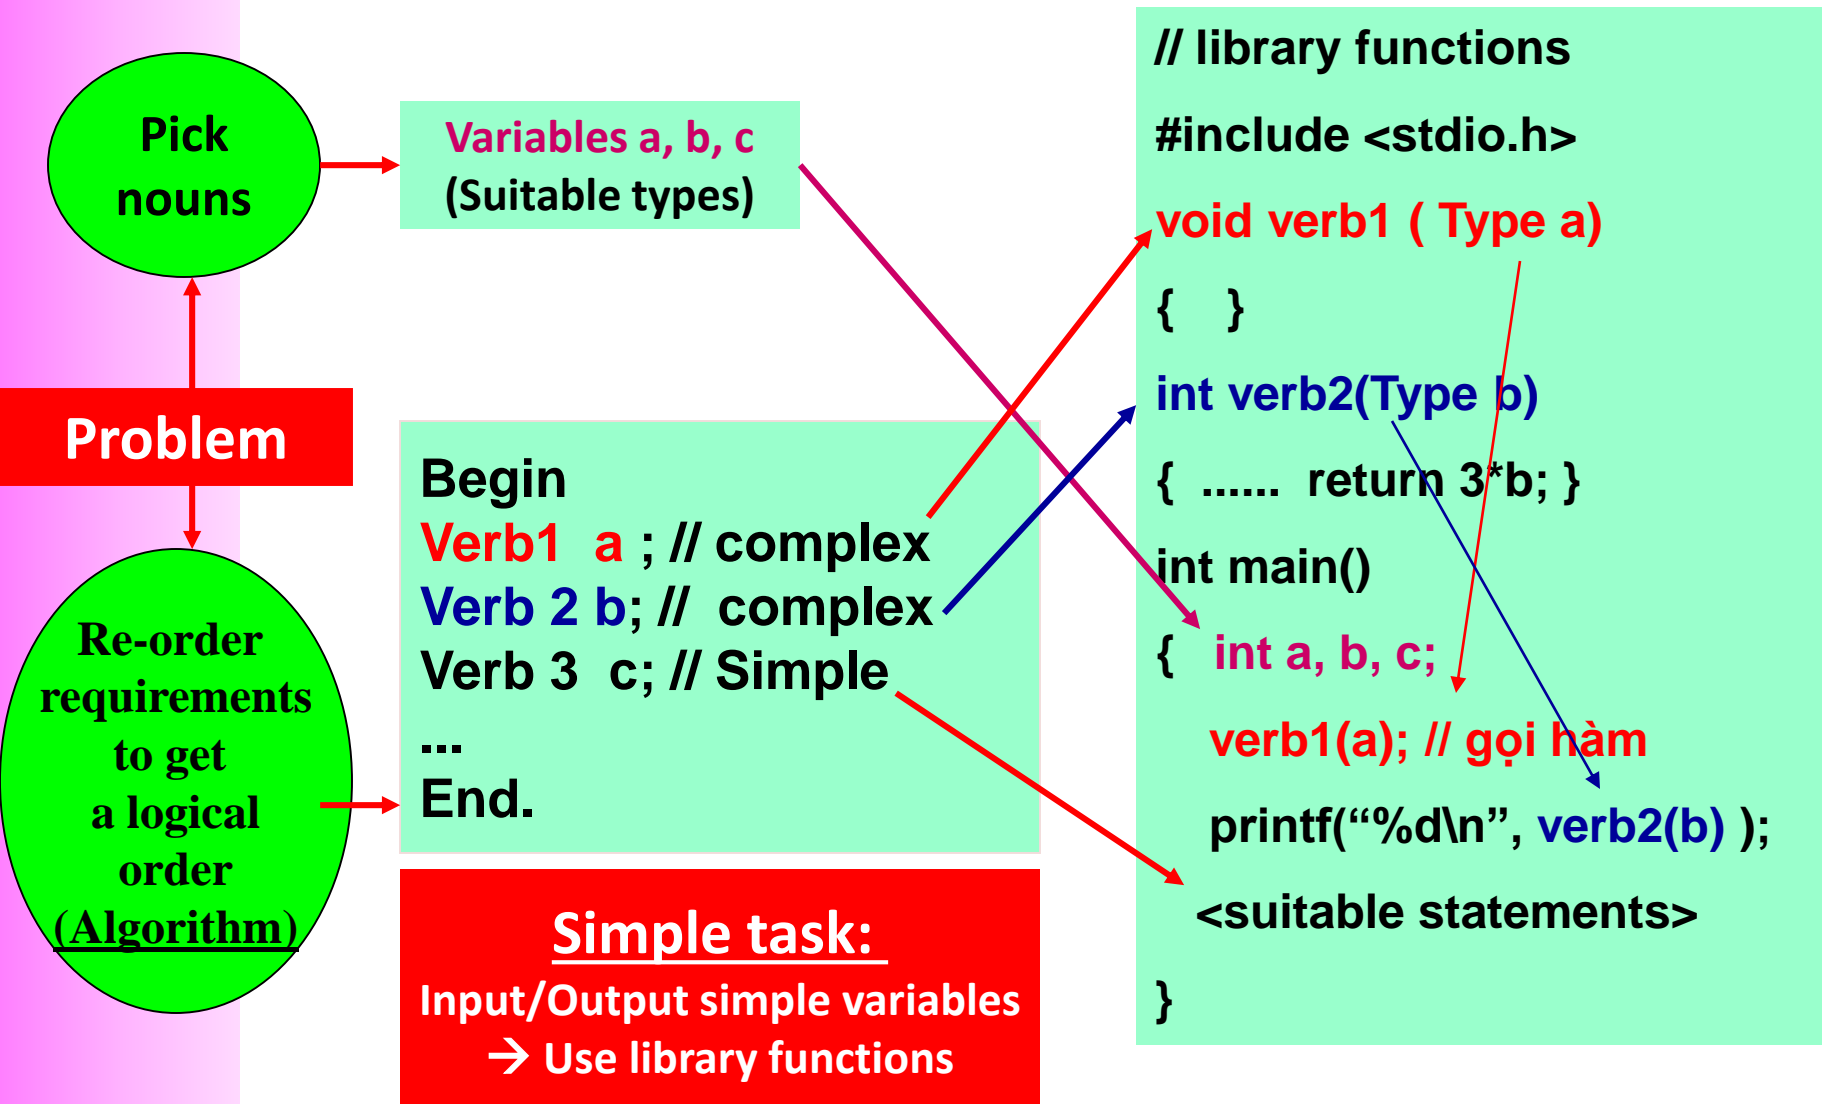 Pick
nouns
Variables a, b, c
(Suitable types)
Problem
Re-order
requirements
to get
a logical
order
(Algorithm)
Begin
Verb1 a ; // complex
Verb 2 b; // complex
Verb 3 c; // Simple
...
End.
Simple task:
Input/Output simple variables
→ Use library functions
// library functions
#include <stdio.h>
void verb1 ( Type a)
{ }
int verb2(Type b)
{ ...... return 3*b; }
int main()
{ int a, b, c;
verb1(a); // gọi hàm
printf(“%d\n”, verb2(b) );
<suitable statements>
}